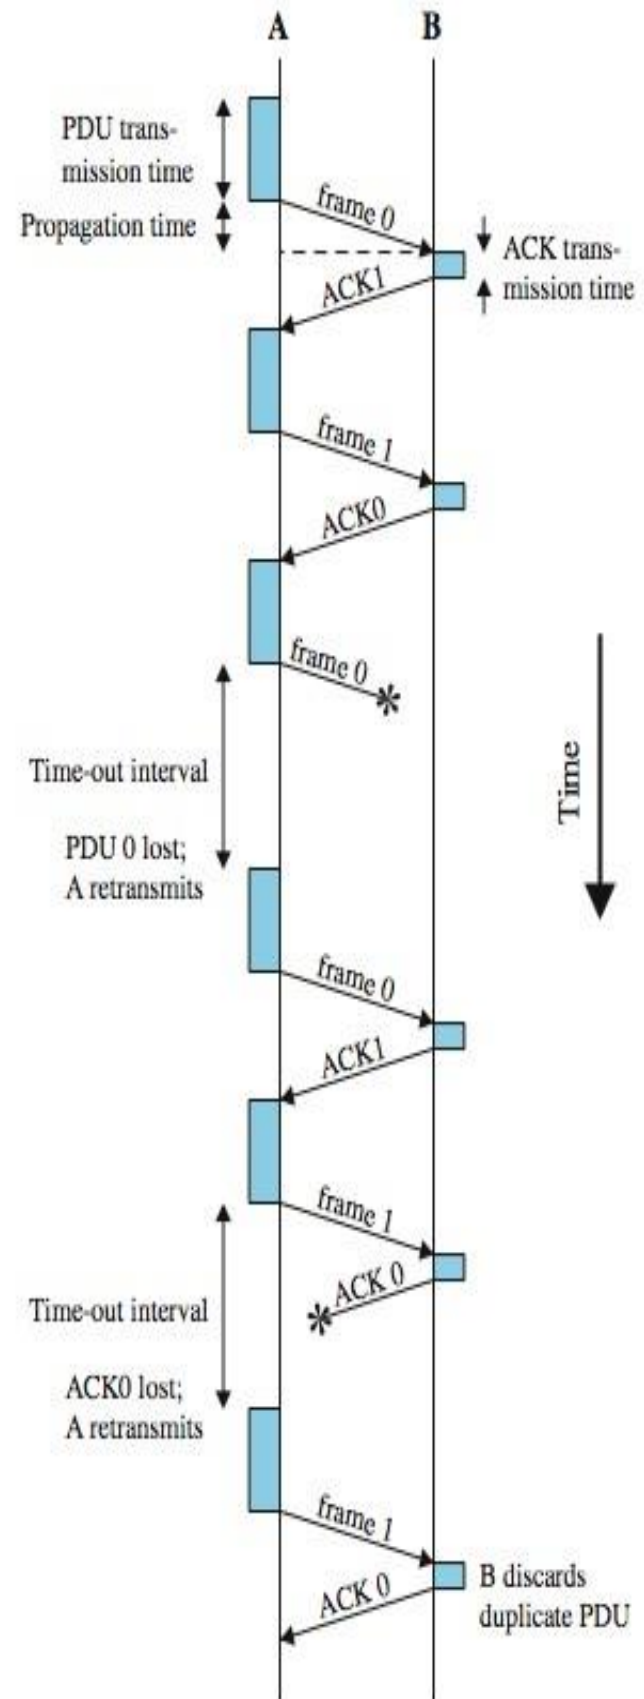 A
B
PDU trans-
mission time
Propagation time
frame 0
ACK trans-
mission time
ACK1
frame 1
ACK0
frame 0
Time
Time-out interval
PDU 0 lost;
A retransmits
frame 0
ACK1
frame 1
ACK 0
Time-out interval
ACK0 lost;
A retransmits
frame 1
ACK 0
B discards
duplicate PDU